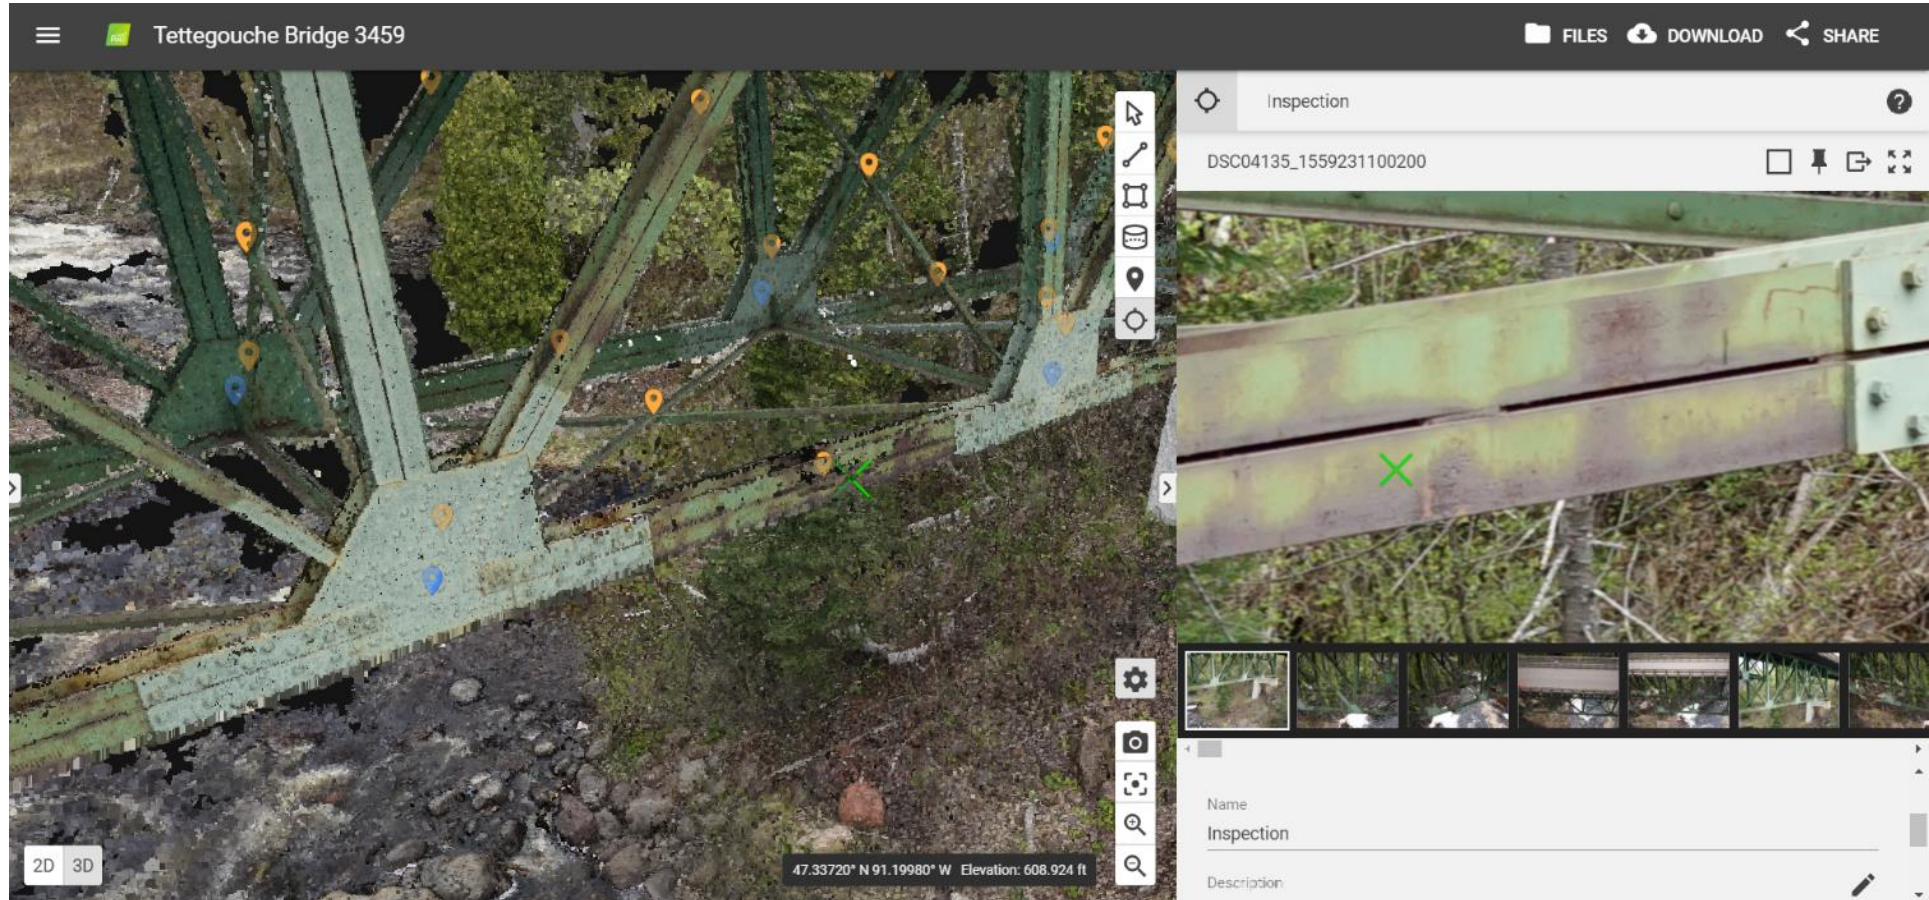 Tettegouche Bridge 3459
FILES
DOWNLOAD
SHARE
Inspection
DSC04135_1559231100200
2D
3D
47.33720° N 91.19980° W Elevation: 608.924 ft
Name
Inspection
Description